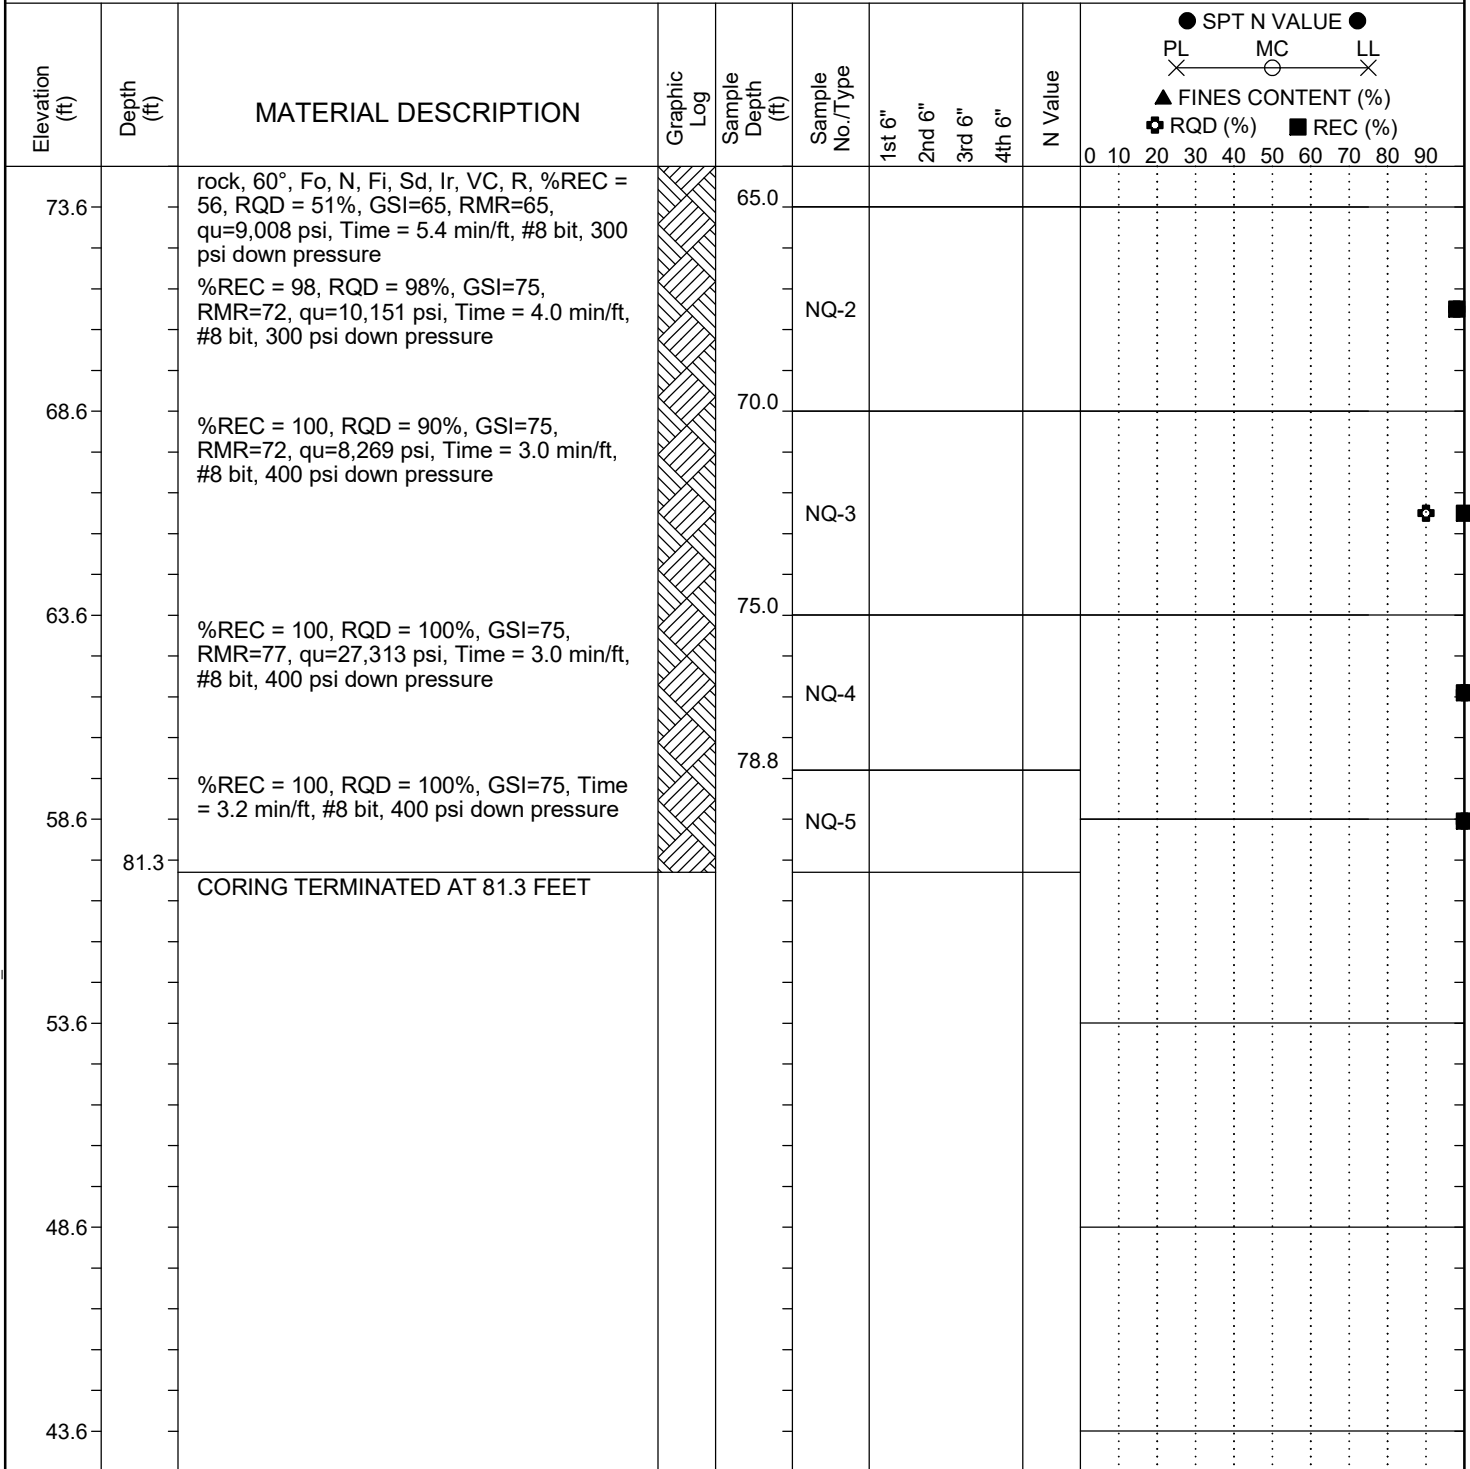 ● SPT N VALUE ●
PL MC LL
▲ FINES CONTENT (%)
RQD (%) ■ REC (%)
0 10 20 30 40 50 60 70 80 90
Elevation
(ft)
Depth
(ft)
MATERIAL DESCRIPTION
Graphic
Log
Sample
Depth
(ft)
Sample
No./Type
1st 6"
2nd 6"
3rd 6"
4th 6"
N Value
rock, 60°, Fo, N, Fi, Sd, Ir, VC, R, %REC =
73.6 56, RQD = 51%, GSI=65, RMR=65, 65.0
qu=9,008 psi, Time = 5.4 min/ft, #8 bit, 300
psi down pressure
%REC = 98, RQD = 98%, GSI=75,
RMR=72, qu=10,151 psi, Time = 4.0 min/ft, NQ-2
#8 bit, 300 psi down pressure
68.6 70.0
%REC = 100, RQD = 90%, GSI=75,
RMR=72, qu=8,269 psi, Time = 3.0 min/ft,
#8 bit, 400 psi down pressure
NQ-3
63.6 75.0
%REC = 100, RQD = 100%, GSI=75,
RMR=77, qu=27,313 psi, Time = 3.0 min/ft,
#8 bit, 400 psi down pressure NQ-4
78.8
%REC = 100, RQD = 100%, GSI=75, Time
= 3.2 min/ft, #8 bit, 400 psi down pressure
58.6 NQ-5
81.3
CORING TERMINATED AT 81.3 FEET
53.6
48.6
43.6